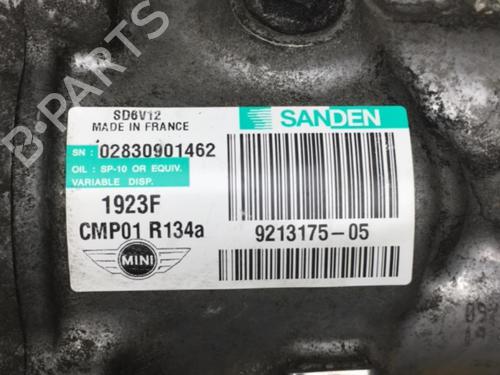 SD6V12
MADE IN FRANCE
SANDEN
SN : 02830901462
OIL : SP-10 OR EQUIV.
VARIABLE DISP.
1923F
CMP01 R134a
9213175-05
MINI
B-PARTS